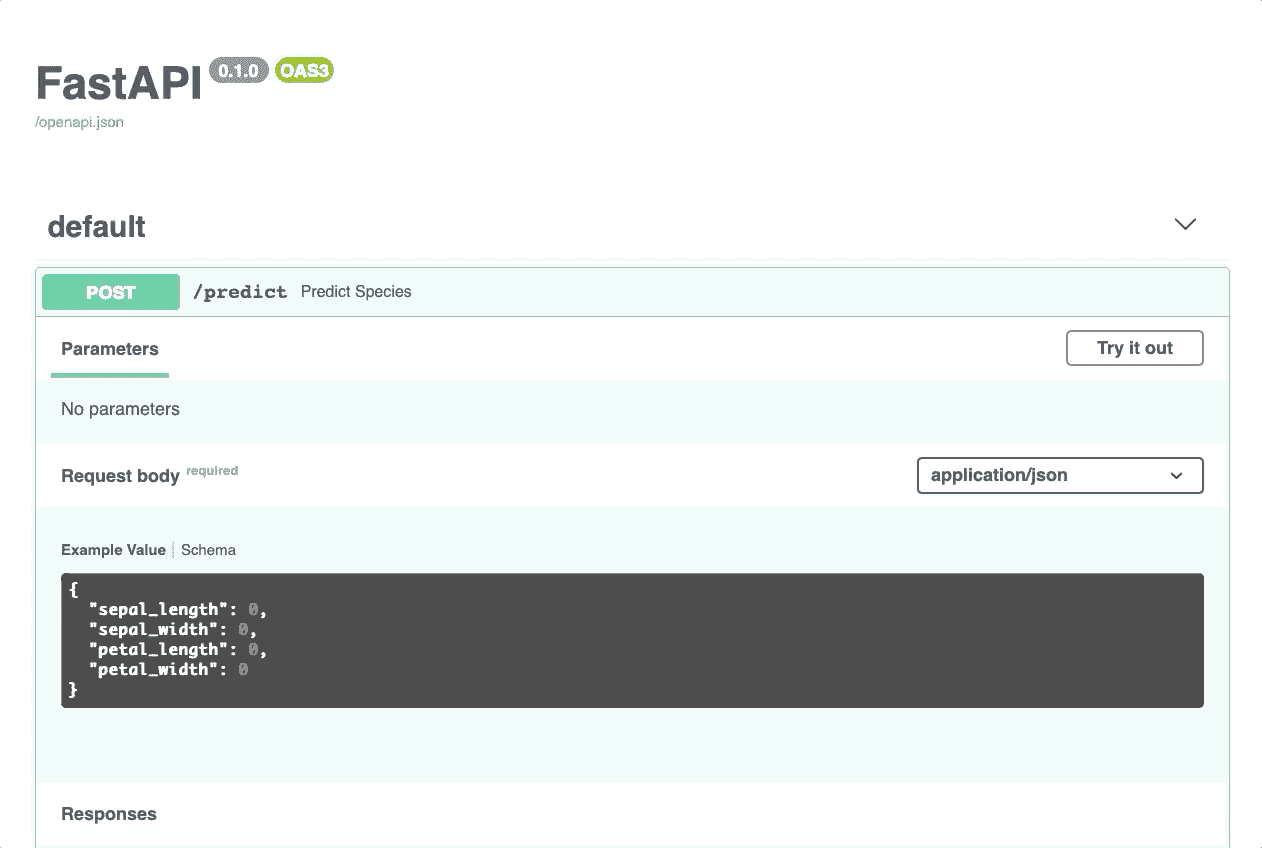 FastAPI 0.1.0 OAS3
/openapi.json
default
POST /predict Predict Species
Parameters Try it out
No parameters
Request body required application/json
Example Value Schema
{
  "sepal_length": 0,
  "sepal_width": 0,
  "petal_length": 0,
  "petal_width": 0
}
Responses